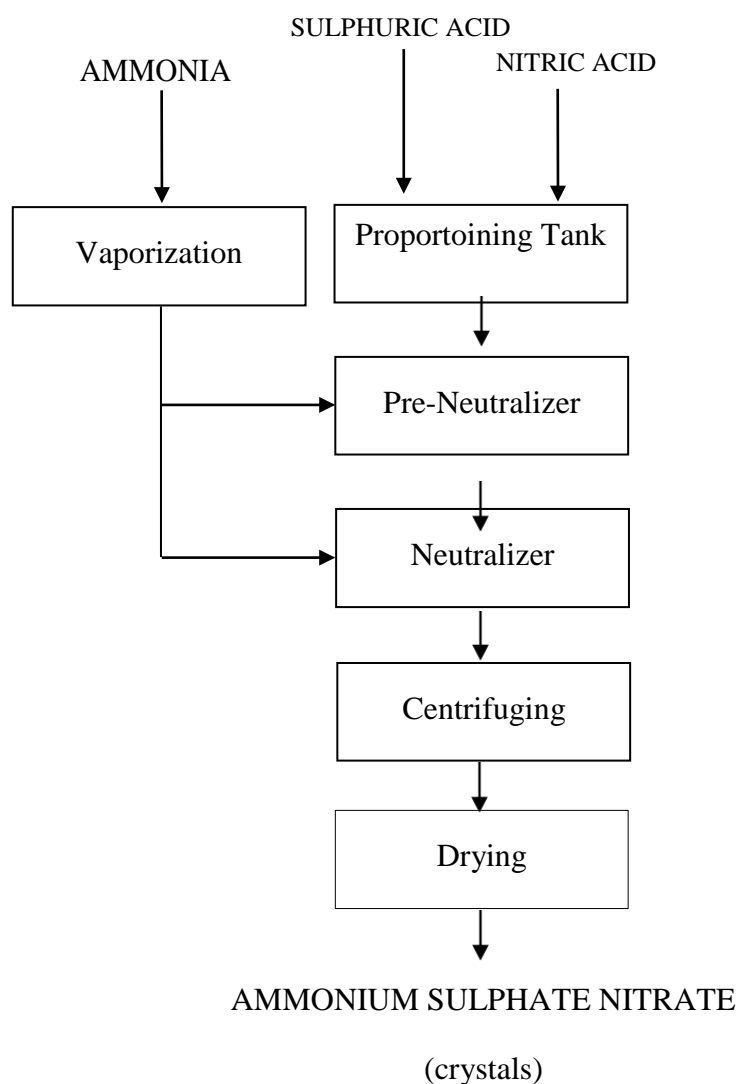 SULPHURIC ACID
NITRIC ACID
AMMONIA
Vaporization
Proportoining Tank
Pre-Neutralizer
Neutralizer
Centrifuging
Drying
AMMONIUM SULPHATE NITRATE
(crystals)